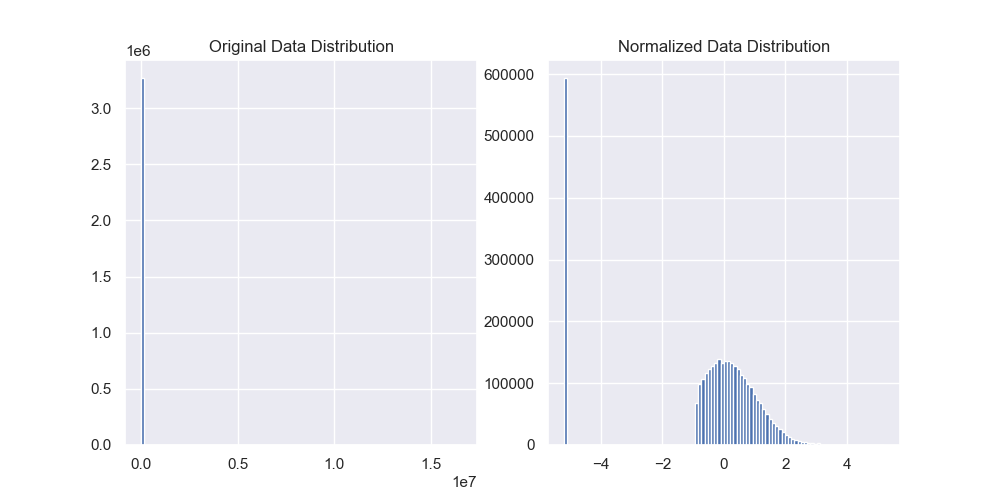 1e6
Original Data Distribution
3.0
2.5
2.0
1.5
1.0
0.5
0.0
0.0 0.5 1.0 1.5
1e7
Normalized Data Distribution
600000
500000
400000
300000
200000
100000
0
−4 −2 0 2 4